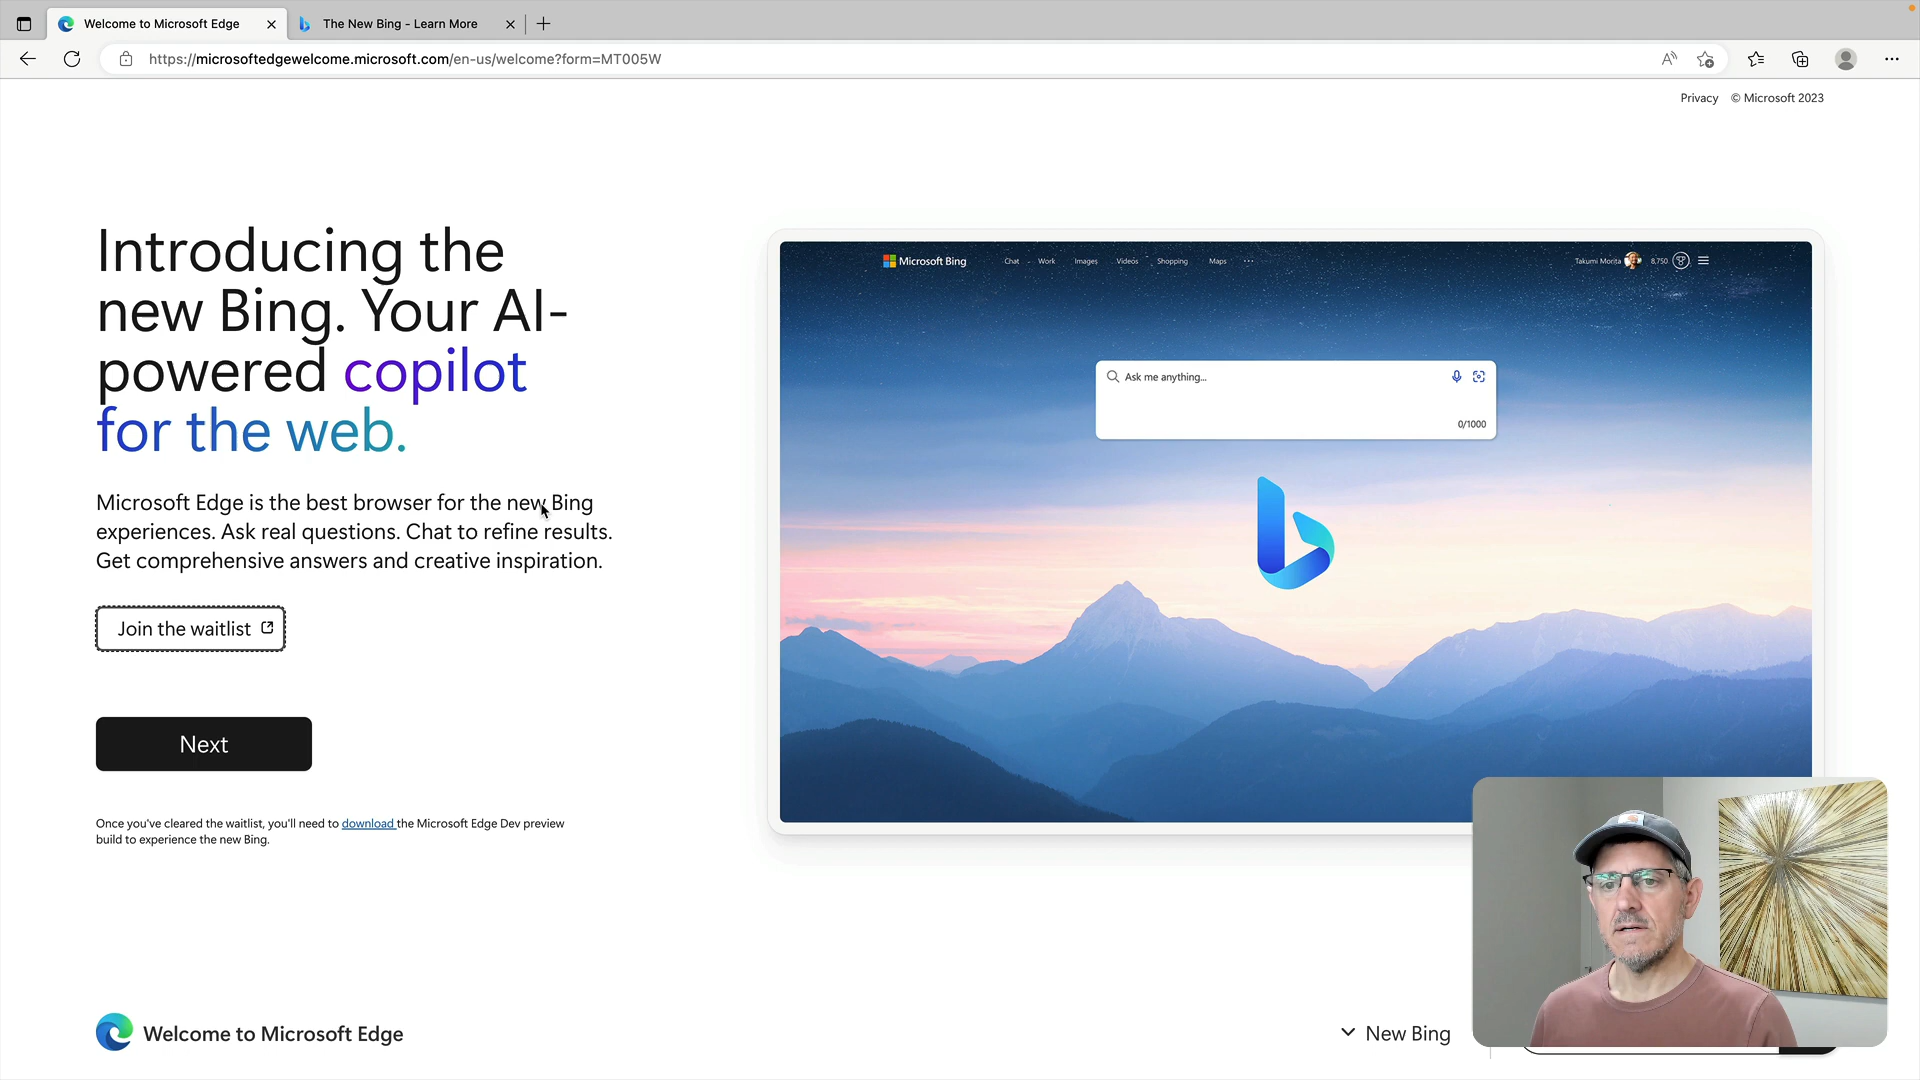 Welcome to Microsoft Edge
The New Bing - Learn More
https://microsoftedgewelcome.microsoft.com/en-us/welcome?form=MT005W
Privacy © Microsoft 2023
Introducing the
new Bing. Your AI-
powered copilot
for the web.
Microsoft Edge is the best browser for the new Bing
experiences. Ask real questions. Chat to refine results.
Get comprehensive answers and creative inspiration.
Join the waitlist
Next
Once you've cleared the waitlist, you'll need to download the Microsoft Edge Dev preview
build to experience the new Bing.
Microsoft Bing Chat Work Images Videos Shopping Maps ... Takumi Morita 8,750
Ask me anything...
0/1000
Welcome to Microsoft Edge
New Bing